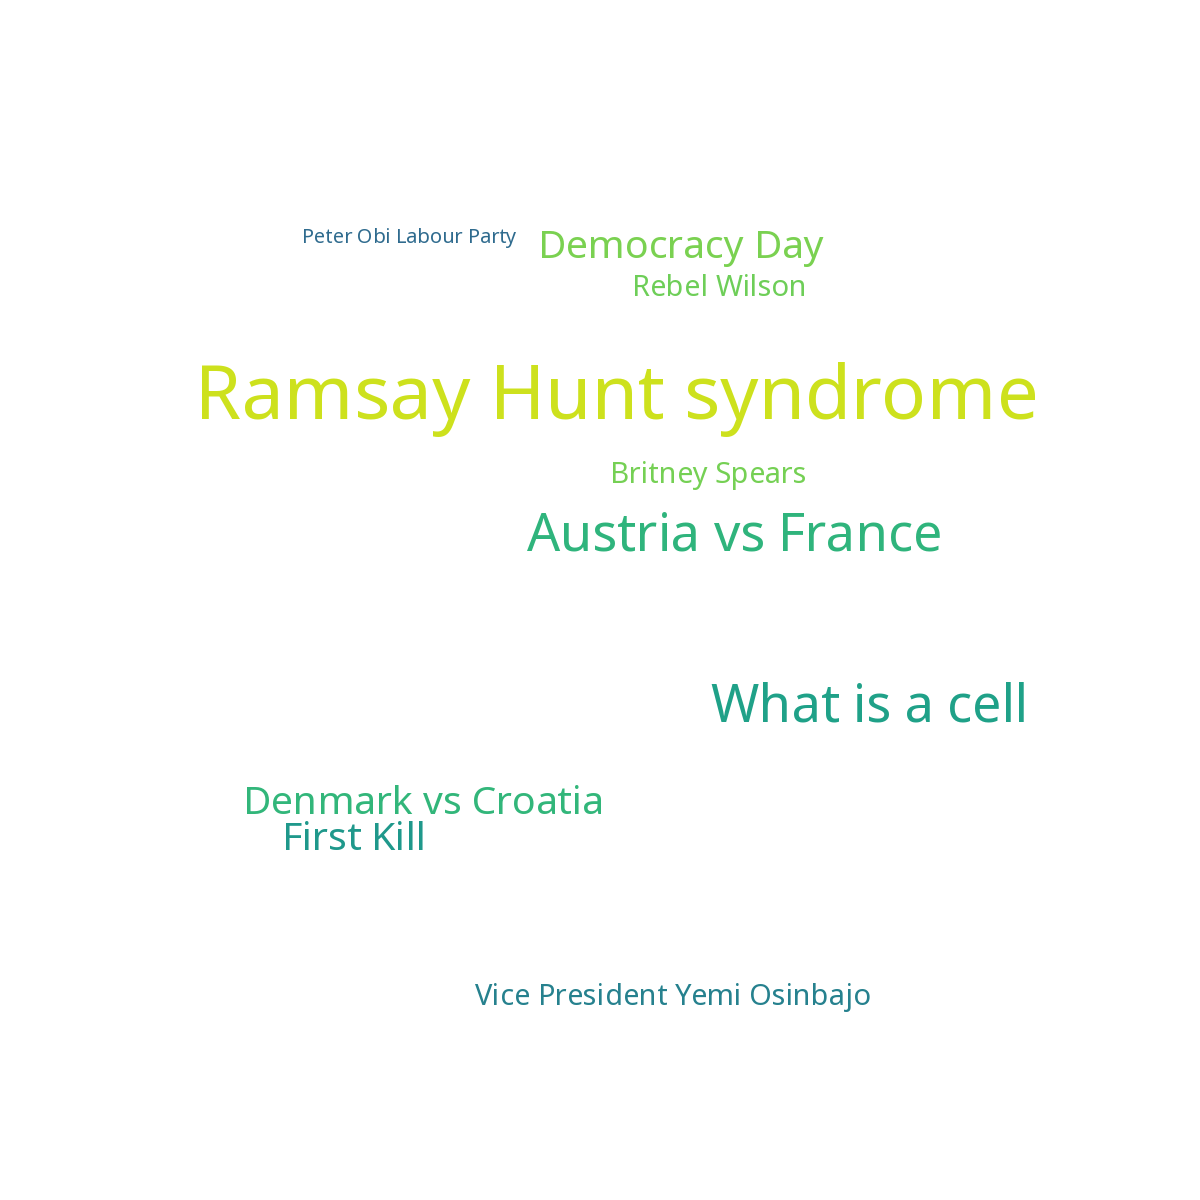 Peter Obi Labour Party
Democracy Day
Rebel Wilson
Ramsay Hunt syndrome
Britney Spears
Austria vs France
What is a cell
Denmark vs Croatia
First Kill
Vice President Yemi Osinbajo